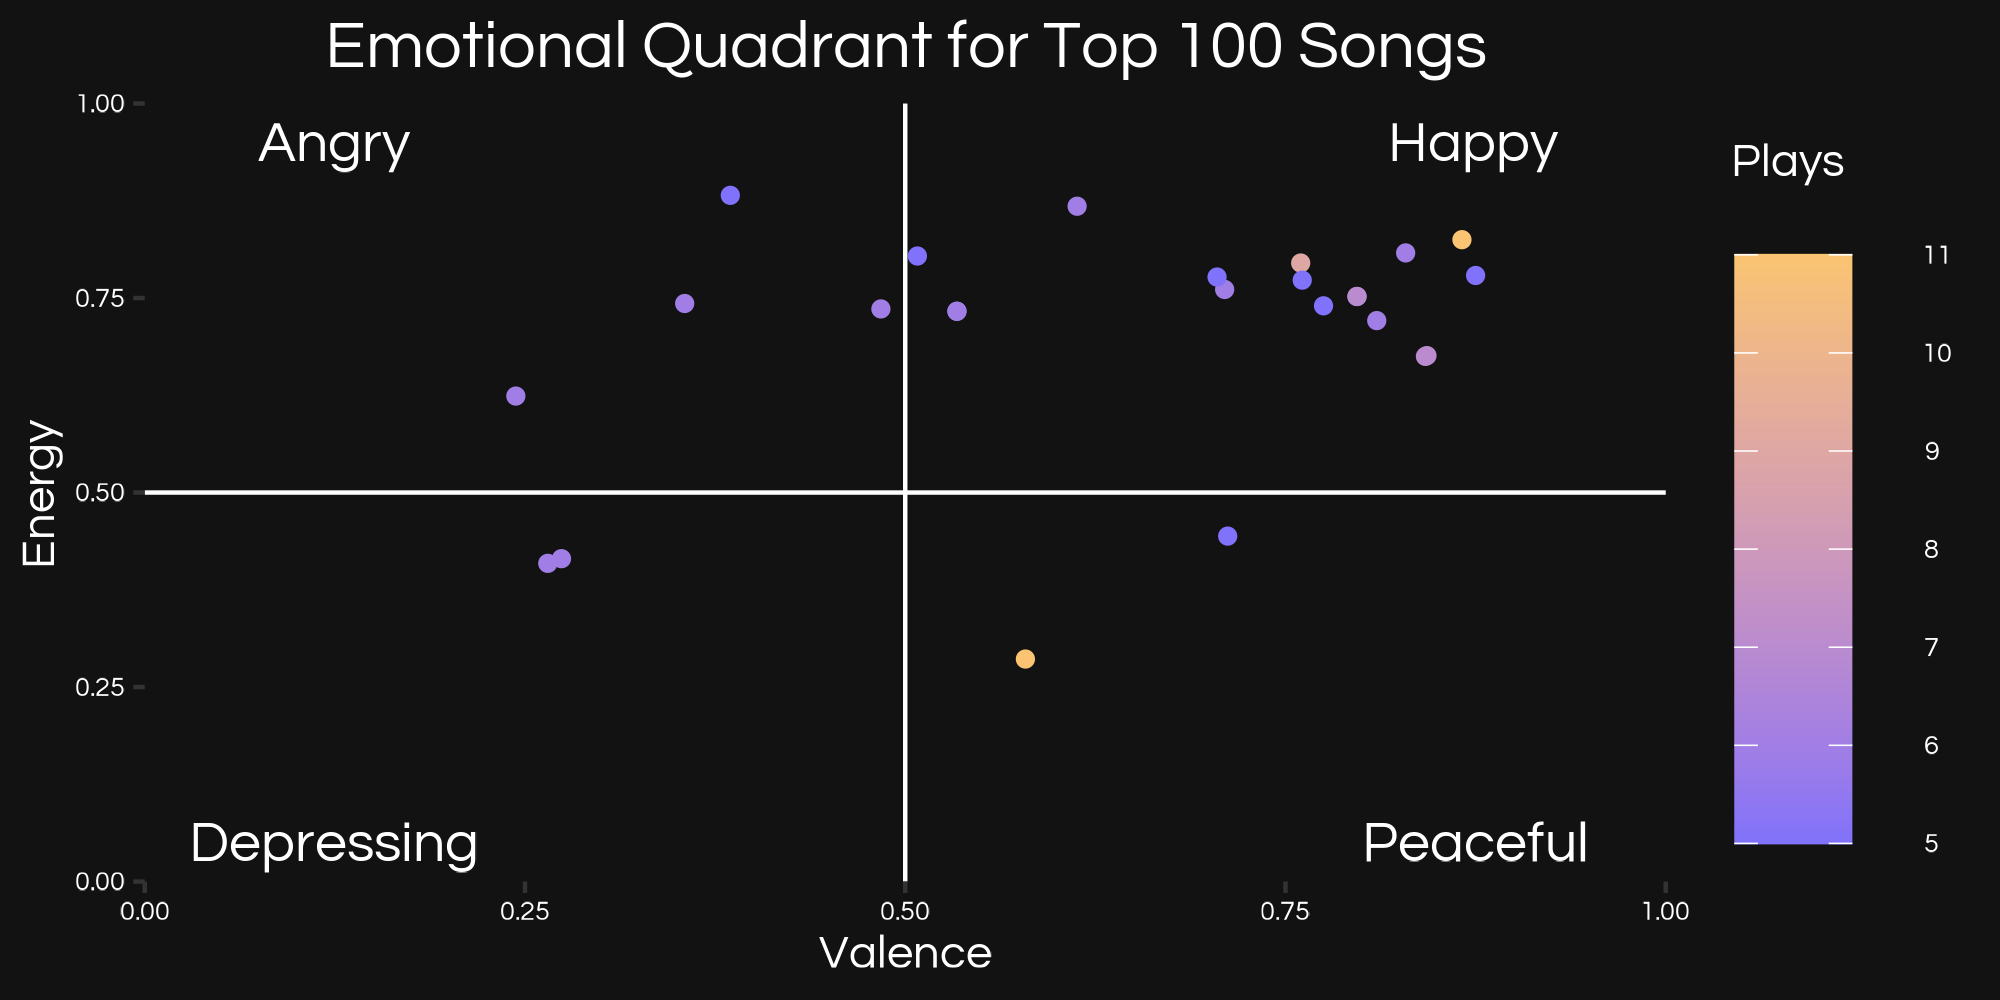 Emotional Quadrant for Top 100 Songs
1.00
Angry
Happy
Plays
11
0.75
10
9
Energy
0.50
8
7
0.25
6
Depressing
Peaceful
5
0.00
0.00 0.25 0.50 0.75 1.00
Valence